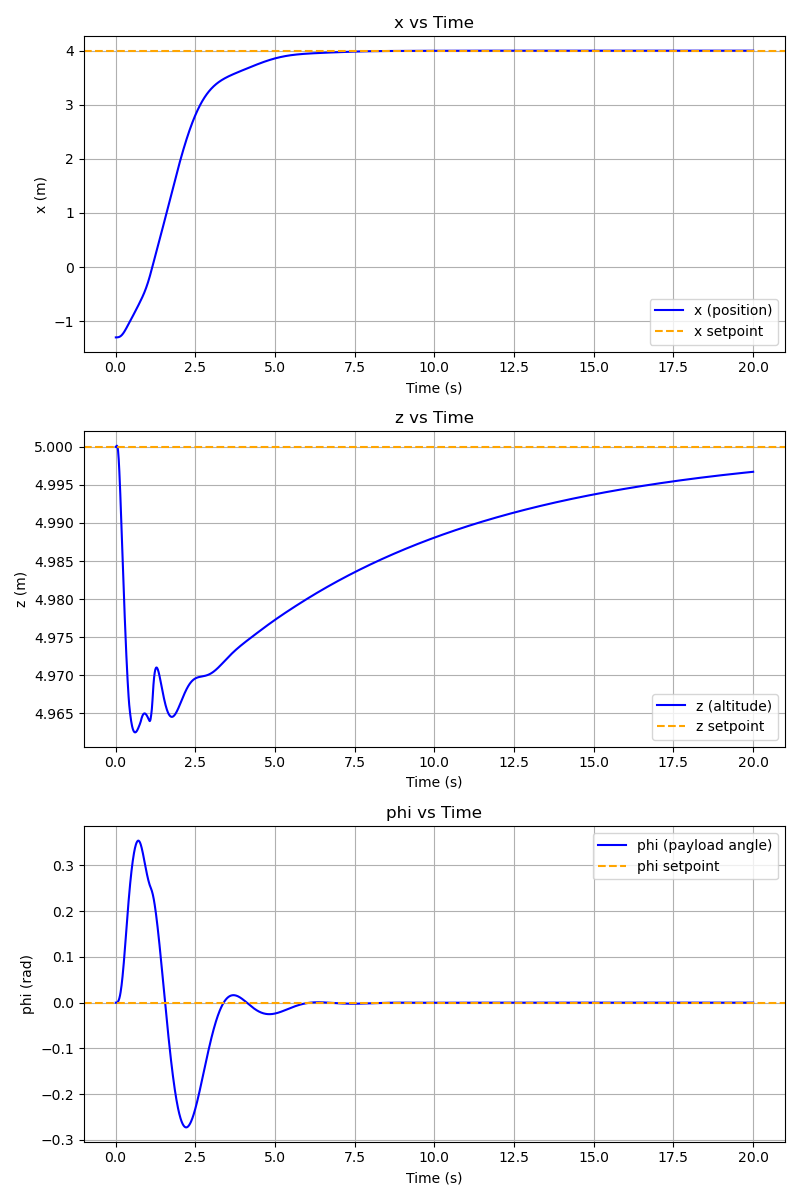 x vs Time
4
3
2
1
0
−1
x (m)
x (position)
x setpoint
0.0 2.5 5.0 7.5 10.0 12.5 15.0 17.5 20.0
Time (s)
z vs Time
5.000
4.995
4.990
4.985
4.980
4.975
4.970
4.965
z (m)
z (altitude)
z setpoint
0.0 2.5 5.0 7.5 10.0 12.5 15.0 17.5 20.0
Time (s)
phi vs Time
0.3
0.2
0.1
0.0
−0.1
−0.2
−0.3
phi (rad)
phi (payload angle)
phi setpoint
0.0 2.5 5.0 7.5 10.0 12.5 15.0 17.5 20.0
Time (s)